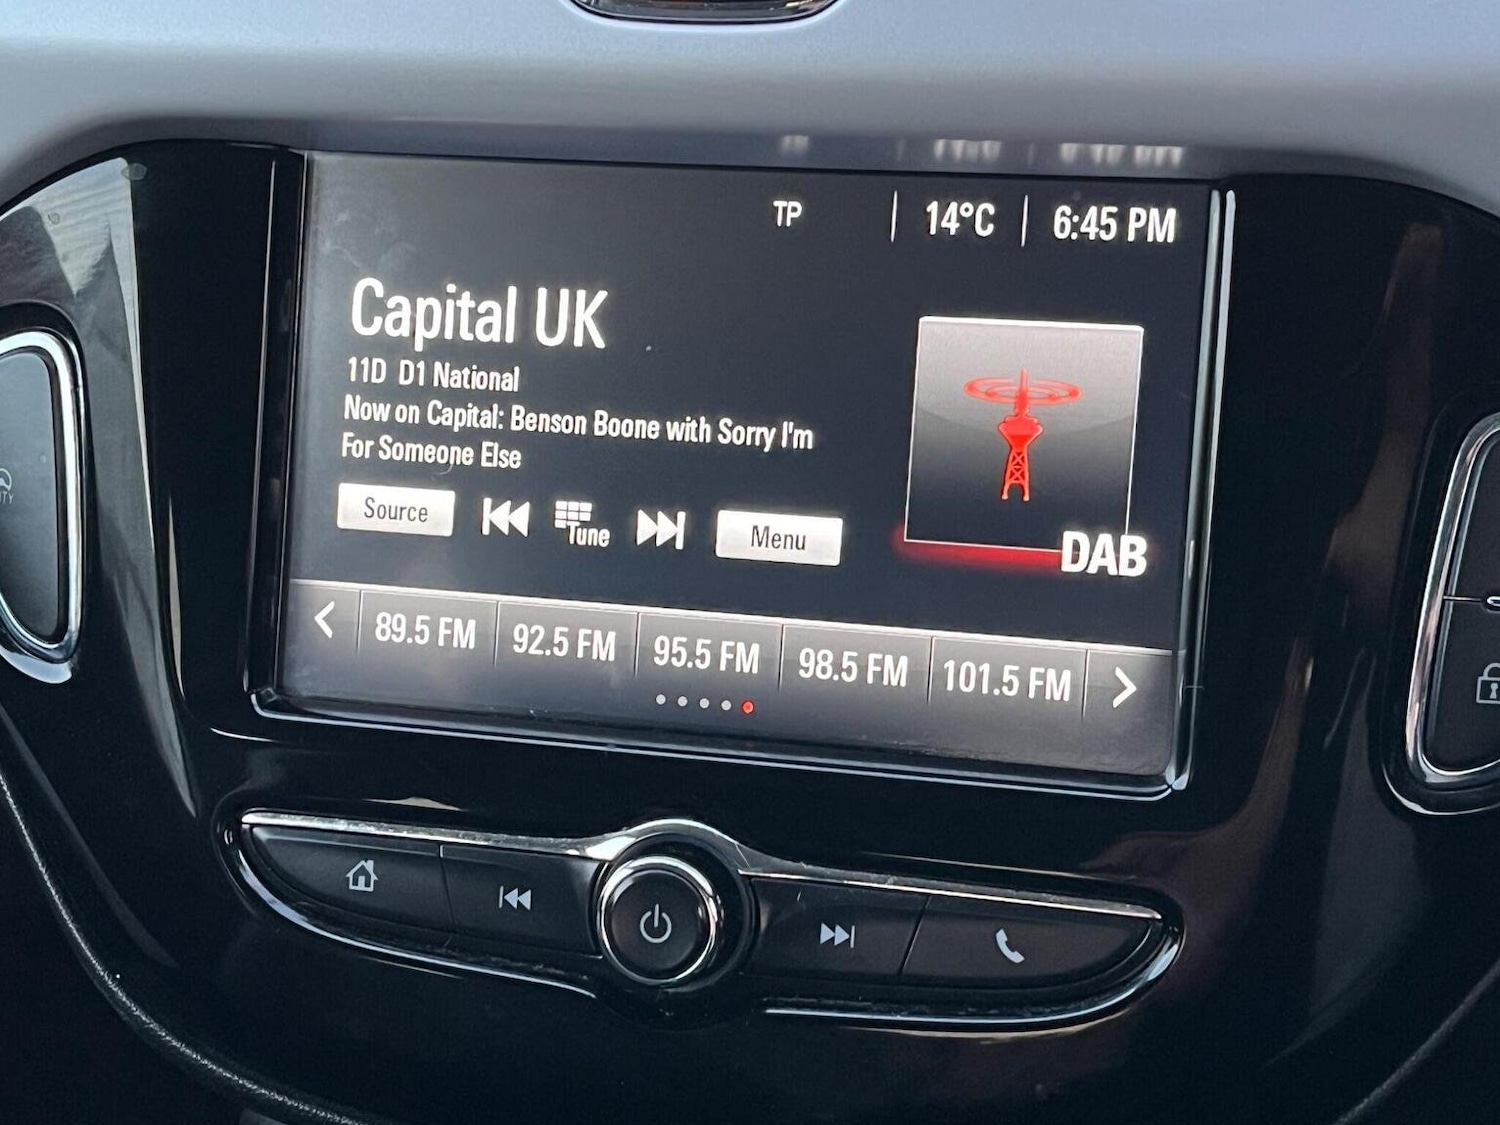 TP 14°C 6:45 PM
Capital UK
11D D1 National
Now on Capital: Benson Boone with Sorry I'm
For Someone Else
Source
Tune
Menu
DAB
89.5 FM 92.5 FM 95.5 FM 98.5 FM 101.5 FM